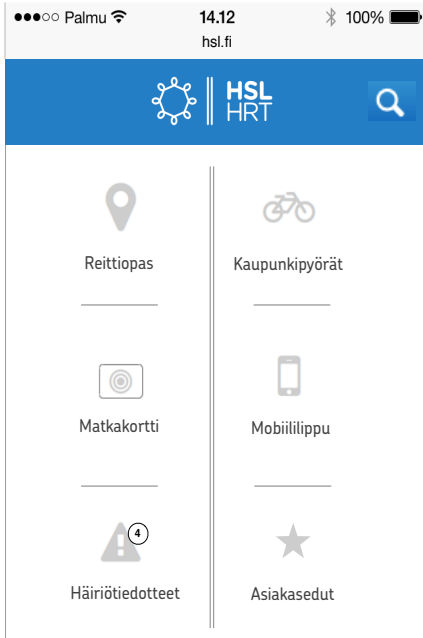 Palmu 14.12 100%
hsl.fi
HSL
HRT
Reittiopas
Kaupunkipyörät
Matkakortti
Mobiililippu
4
Häiriötiedotteet
Asiakasedut